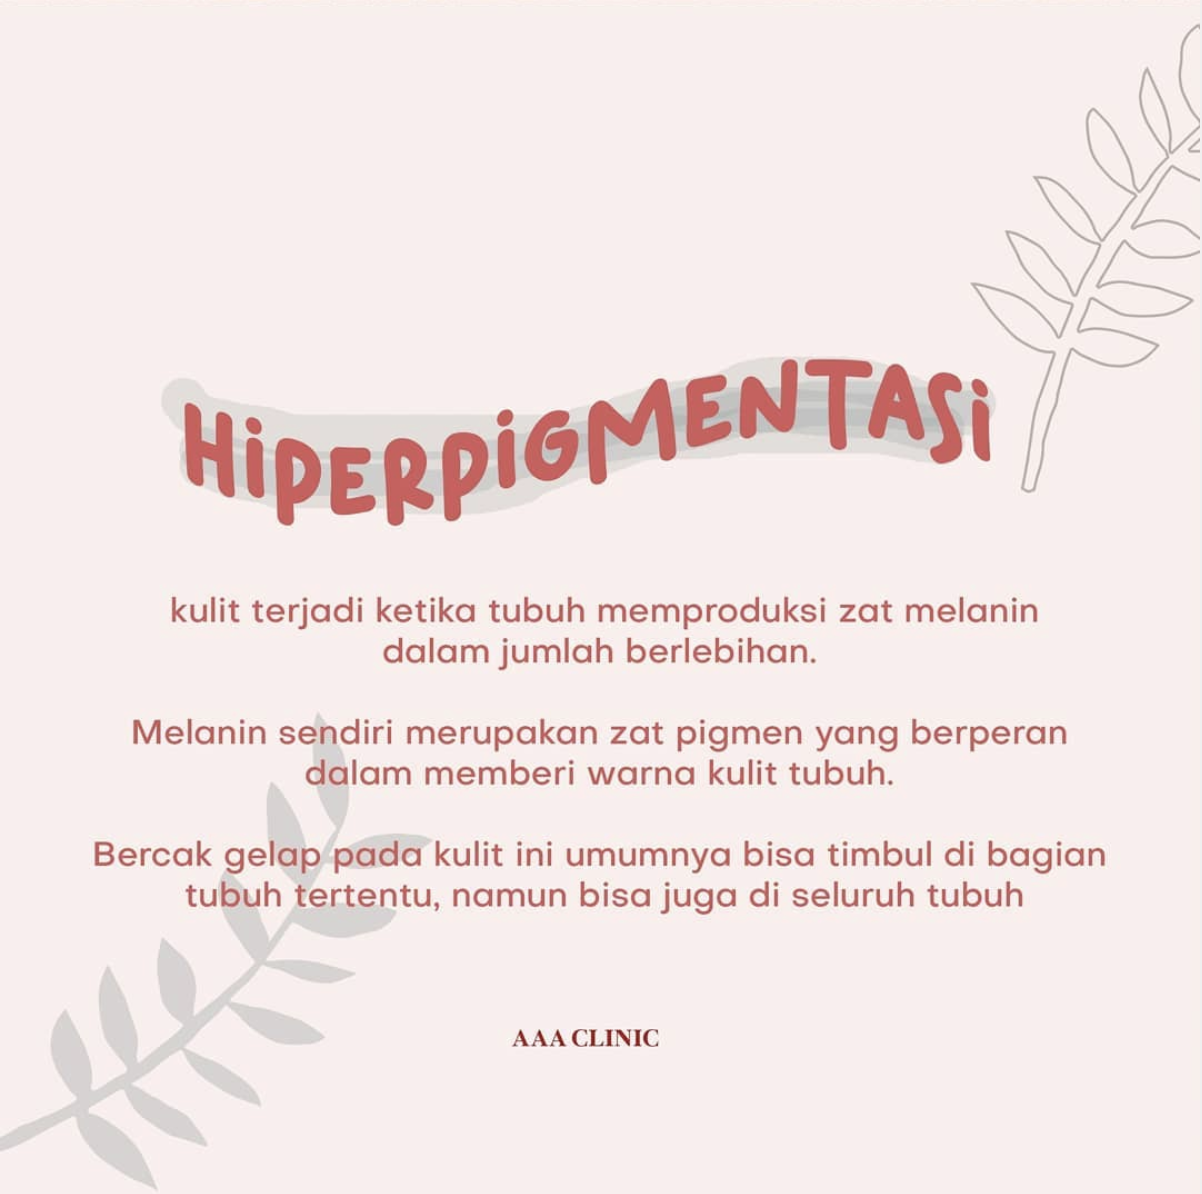 HiPERPiGMENTASi
kulit terjadi ketika tubuh memproduksi zat melanin
dalam jumlah berlebihan.
Melanin sendiri merupakan zat pigmen yang berperan
dalam memberi warna kulit tubuh.
Bercak gelap pada kulit ini umumnya bisa timbul di bagian
tubuh tertentu, namun bisa juga di seluruh tubuh
AAA CLINIC